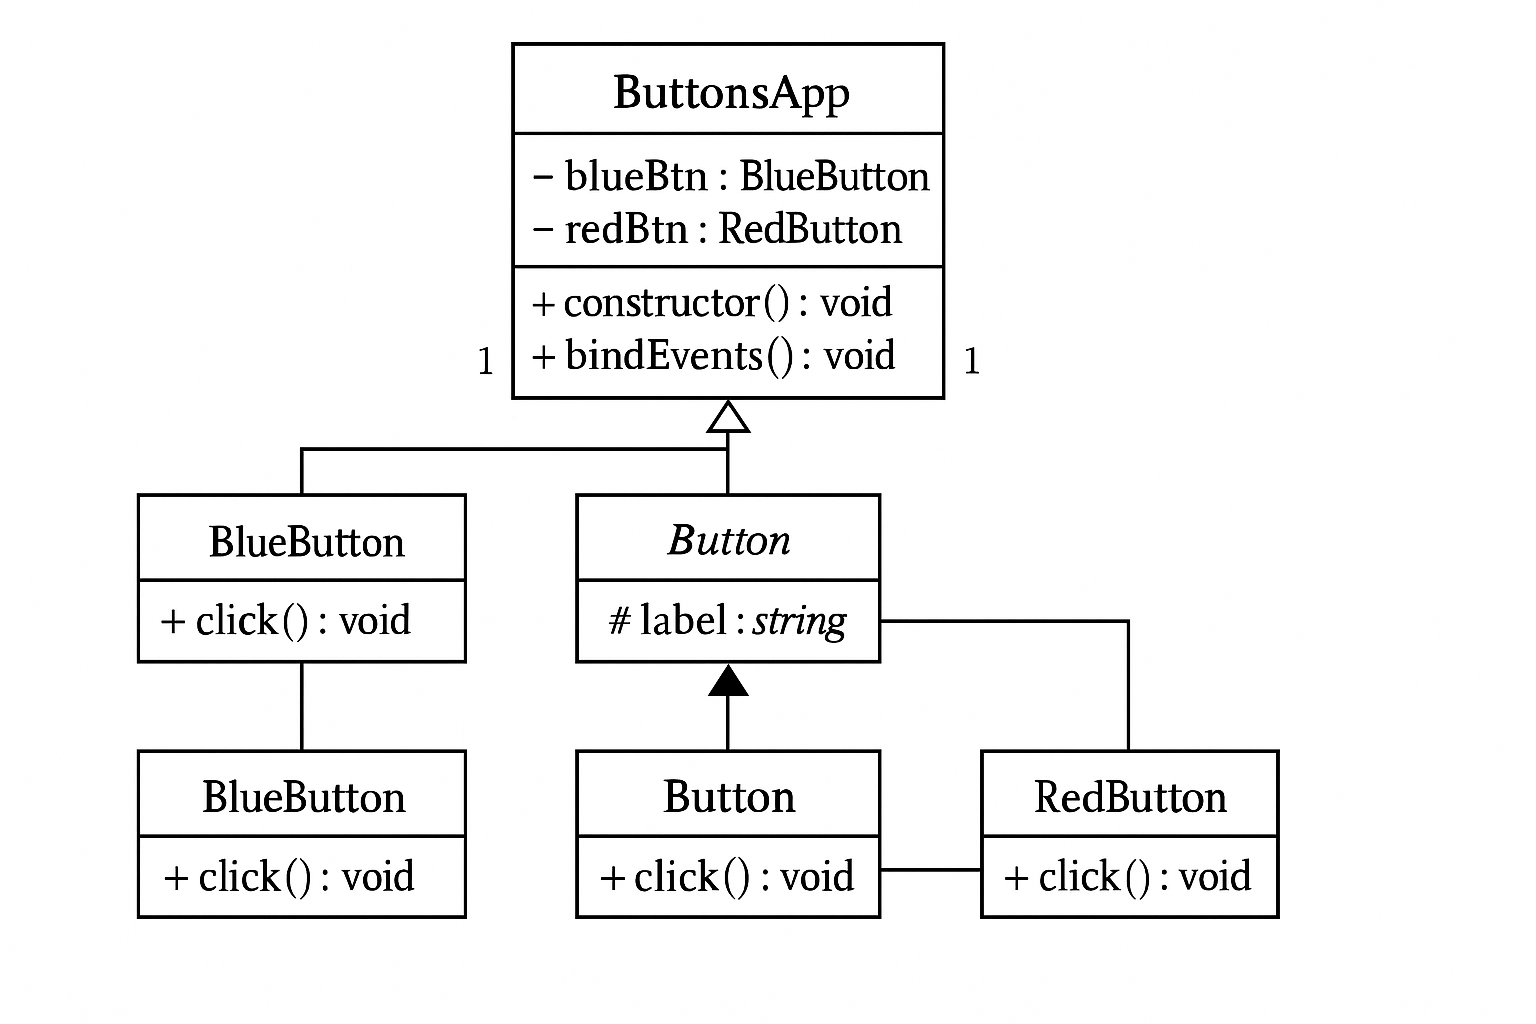 ButtonsApp
– blueBtn : BlueButton
– redBtn : RedButton
+ constructor() : void
1
+ bindEvents() : void
1
BlueButton
+ click() : void
Button
# label : string
BlueButton
+ click() : void
Button
+ click() : void
RedButton
+ click() : void